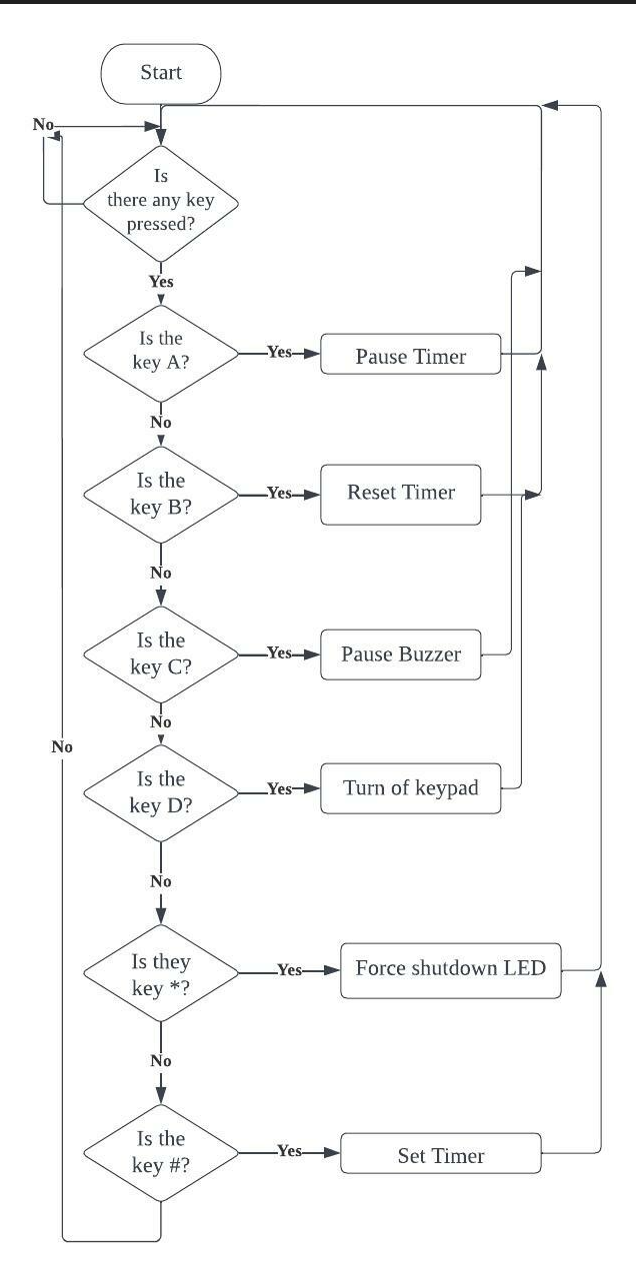 Start
No
Is
there any key
pressed?
Yes
Is the
key A?
Yes
Pause Timer
No
Is the
key B?
Yes
Reset Timer
No
Is the
key C?
Yes
Pause Buzzer
No
No
Is the
key D?
Yes
Turn of keypad
No
Is they
key *?
Yes
Force shutdown LED
No
Is the
key #?
Yes
Set Timer